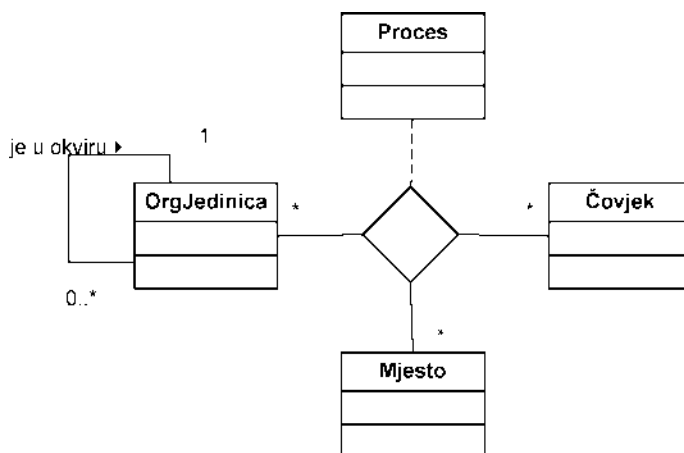 Proces
1
je u okviru ▸
OrgJedinica
*
*
Čovjek
0..*
*
Mjesto